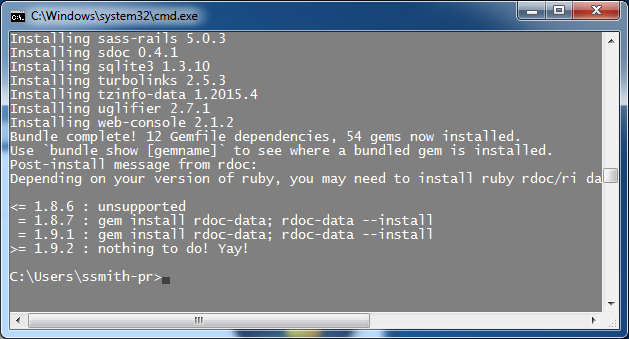 C:\Windows\system32\cmd.exe
Installing sass-rails 5.0.3
Installing sdoc 0.4.1
Installing sqlite3 1.3.10
Installing turbolinks 2.5.3
Installing tzinfo-data 1.2015.4
Installing uglifier 2.7.1
Installing web-console 2.1.2
Bundle complete! 12 Gemfile dependencies, 54 gems now installed.
Use `bundle show [gemname]` to see where a bundled gem is installed.
Post-install message from rdoc:
Depending on your version of ruby, you may need to install ruby rdoc/ri da
<= 1.8.6 : unsupported
= 1.8.7 : gem install rdoc-data; rdoc-data --install
= 1.9.1 : gem install rdoc-data; rdoc-data --install
>= 1.9.2 : nothing to do! Yay!
C:\Users\ssmith-pr>